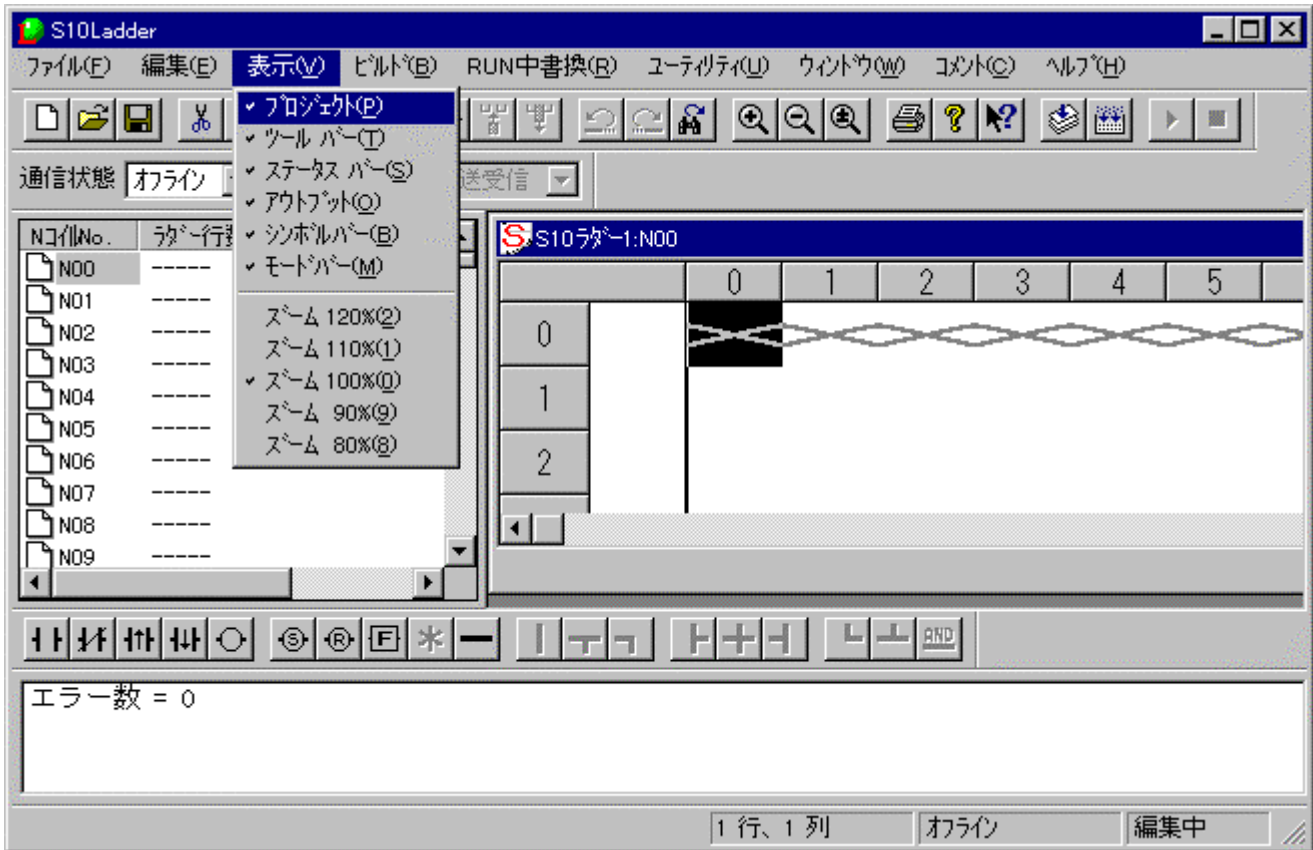 S10Ladder
ﾌｧｲﾙ(F) 編集(E) 表示(V) ﾋﾞﾙﾄﾞ(B) RUN中書換(R) ﾕｰﾃｨﾘﾃｨ(U) ｳｨﾝﾄﾞｳ(W) ｺﾒﾝﾄ(C) ﾍﾙﾌﾟ(H)
ﾌﾟﾛｼﾞｪｸﾄ(P)
ﾂｰﾙ ﾊﾞｰ(T)
ｽﾃｰﾀｽ ﾊﾞｰ(S)
ｱｳﾄﾌﾟｯﾄ(O)
ｼﾝﾎﾞﾙﾊﾞｰ(B)
ﾓｰﾄﾞﾊﾞｰ(M)
ｽﾞｰﾑ 120%(2)
ｽﾞｰﾑ 110%(1)
ｽﾞｰﾑ 100%(0)
ｽﾞｰﾑ 90%(9)
ｽﾞｰﾑ 80%(8)
通信状態 ｵﾌﾗｲﾝ 送受信
NｺｲﾙNo. ﾗﾀﾞｰ行数
N00 -----
N01 -----
N02 -----
N03 -----
N04 -----
N05 -----
N06 -----
N07 -----
N08 -----
N09 -----
S S10ﾗﾀﾞｰ1:N00
0 1 2 3 4 5
0
1
2
S R F AND
エラー数 = 0
1 行、1 列 ｵﾌﾗｲﾝ 編集中